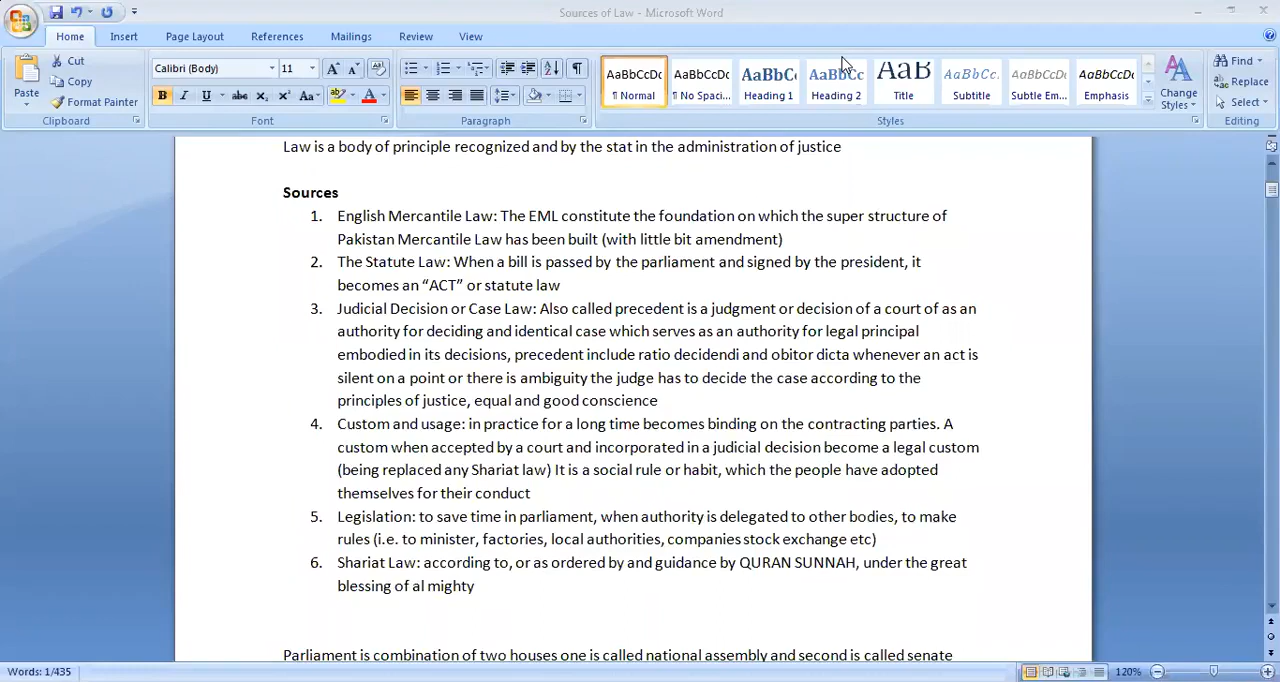 Sources of Law - Microsoft Word
Home Insert Page Layout References Mailings Review View
Paste Cut Copy Format Painter Clipboard
Calibri (Body) 11
B I U abc X₂ X² Aa ab A Font
Paragraph
AaBbCcDc ¶ Normal
AaBbCcDc ¶ No Spaci...
AaBbC Heading 1
AaBbCc Heading 2
AaB Title
AaBbCc. Subtitle
AaBbCcDc Subtle Em...
AaBbCcDc Emphasis
Change Styles
Styles
Find Replace Select Editing
Law is a body of principle recognized and by the stat in the administration of justice
Sources
1. English Mercantile Law: The EML constitute the foundation on which the super structure of
Pakistan Mercantile Law has been built (with little bit amendment)
2. The Statute Law: When a bill is passed by the parliament and signed by the president, it
becomes an “ACT” or statute law
3. Judicial Decision or Case Law: Also called precedent is a judgment or decision of a court of as an
authority for deciding and identical case which serves as an authority for legal principal
embodied in its decisions, precedent include ratio decidendi and obitor dicta whenever an act is
silent on a point or there is ambiguity the judge has to decide the case according to the
principles of justice, equal and good conscience
4. Custom and usage: in practice for a long time becomes binding on the contracting parties. A
custom when accepted by a court and incorporated in a judicial decision become a legal custom
(being replaced any Shariat law) It is a social rule or habit, which the people have adopted
themselves for their conduct
5. Legislation: to save time in parliament, when authority is delegated to other bodies, to make
rules (i.e. to minister, factories, local authorities, companies stock exchange etc)
6. Shariat Law: according to, or as ordered by and guidance by QURAN SUNNAH, under the great
blessing of al mighty
Parliament is combination of two houses one is called national assembly and second is called senate
Words: 1/435
120%